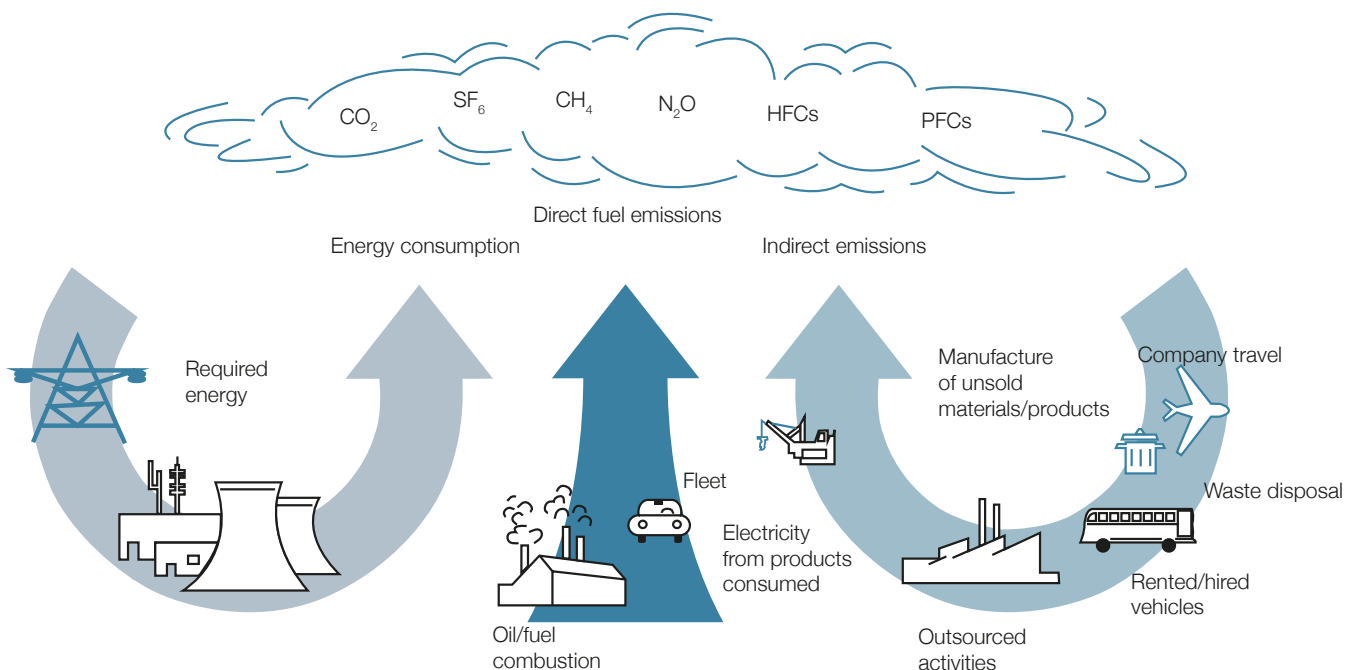 CO₂
SF₆
CH₄
N₂O
HFCs
PFCs
Direct fuel emissions
Energy consumption
Indirect emissions
Required
energy
Manufacture
of unsold
materials/products
Company travel
Fleet
Waste disposal
Electricity
from products
consumed
Rented/hired
vehicles
Oil/fuel
combustion
Outsourced
activities